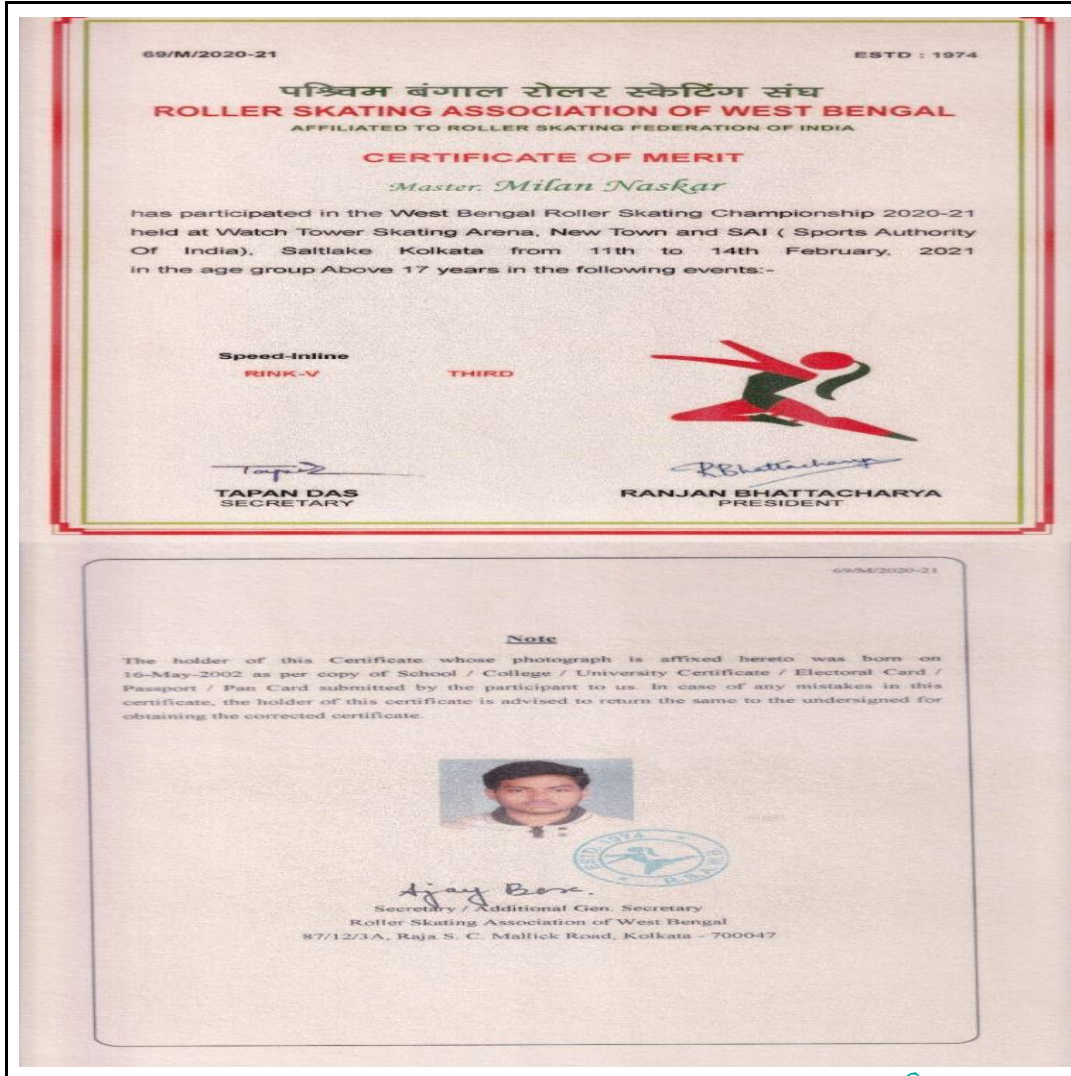 69/M/2020-21 ESTD : 1974
पश्चिम बंगाल रोलर स्केटिंग संघ
ROLLER SKATING ASSOCIATION OF WEST BENGAL
AFFILIATED TO ROLLER SKATING FEDERATION OF INDIA
CERTIFICATE OF MERIT
Master. Milan Naskar
has participated in the West Bengal Roller Skating Championship 2020-21
held at Watch Tower Skating Arena, New Town and SAI ( Sports Authority
Of India), Saltlake Kolkata from 11th to 14th February, 2021
in the age group Above 17 years in the following events:-
Speed-Inline
RINK-V THIRD
RBhattacharya
TAPAN DAS RANJAN BHATTACHARYA
SECRETARY PRESIDENT
69/M/2020-21
Note
The holder of this Certificate whose photograph is affixed hereto was born on
16-May-2002 as per copy of School / College / University Certificate / Electoral Card /
Passport / Pan Card submitted by the participant to us. In case of any mistakes in this
certificate, the holder of this certificate is advised to return the same to the undersigned for
obtaining the corrected certificate.
ESTD. 1974
R.S.A.W.B.
Ajay Bose.
Secretary / Additional Gen. Secretary
Roller Skating Association of West Bengal
87/12/3A, Raja S. C. Mallick Road, Kolkata - 700047